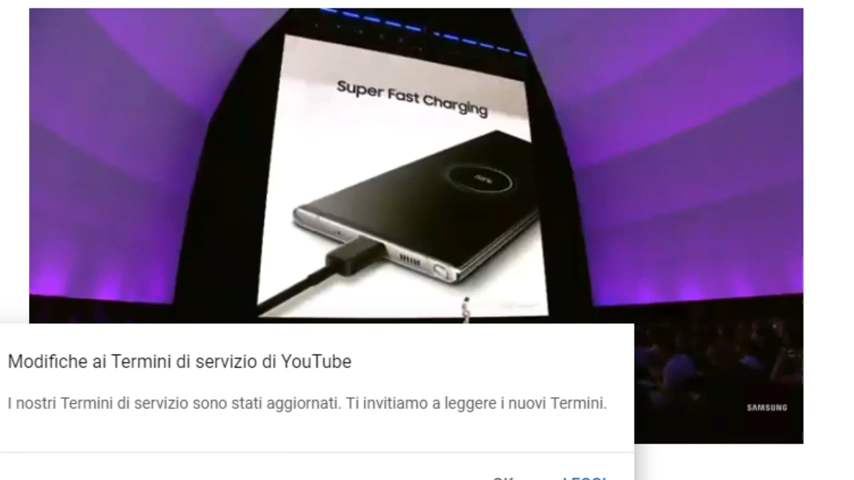 Super Fast Charging
Modifiche ai Termini di servizio di YouTube
I nostri Termini di servizio sono stati aggiornati. Ti invitiamo a leggere i nuovi Termini.
SAMSUNG